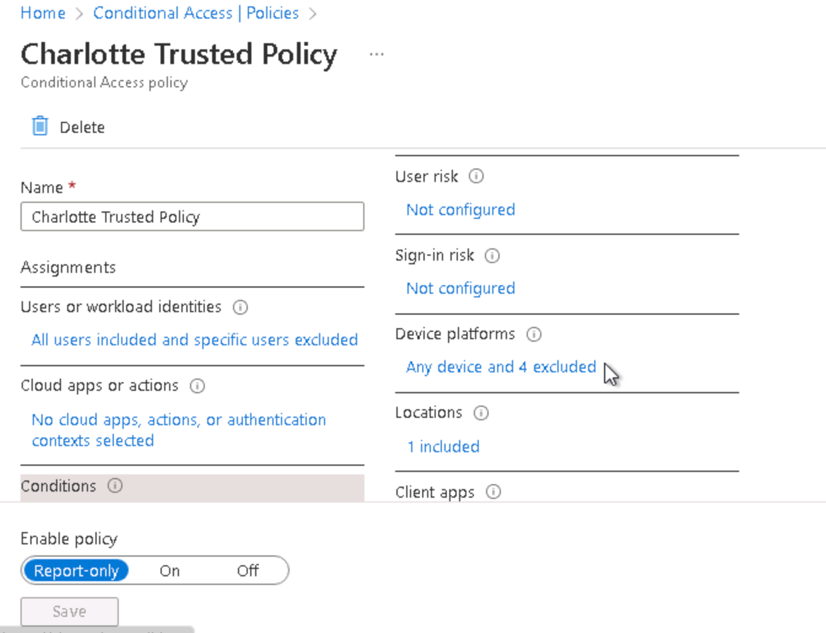 Home > Conditional Access | Policies >
Charlotte Trusted Policy ...
Conditional Access policy
Delete
Name *
Charlotte Trusted Policy
Assignments
Users or workload identities
All users included and specific users excluded
Cloud apps or actions
No cloud apps, actions, or authentication
contexts selected
Conditions
User risk
Not configured
Sign-in risk
Not configured
Device platforms
Any device and 4 excluded
Locations
1 included
Client apps
Enable policy
Report-only On Off
Save